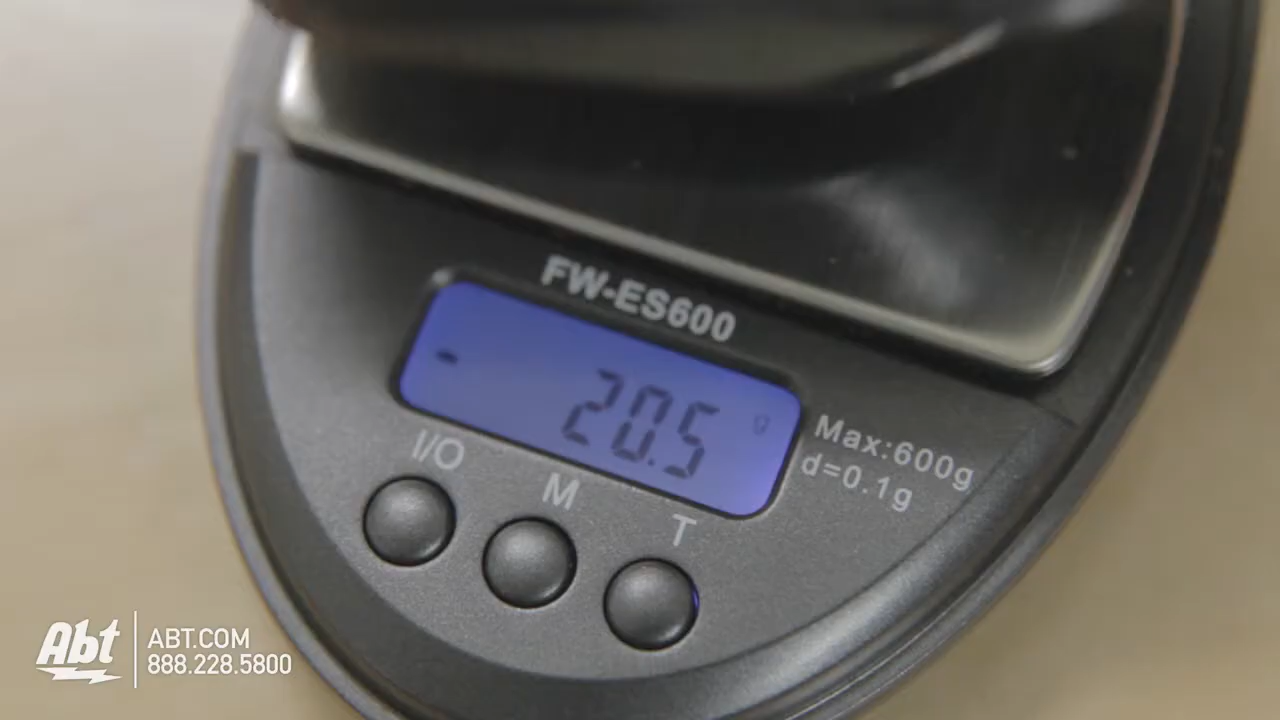 FW-ES600
- 20.5 g
Max:600g
d=0.1g
I/O
M
T
Abt
ABT.COM
888.228.5800